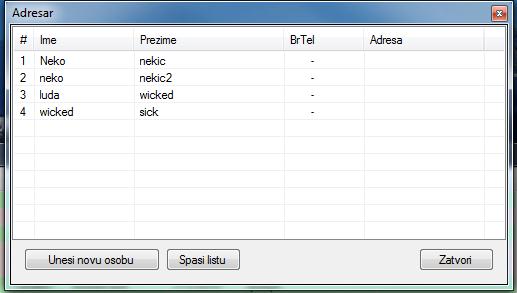 Adresar
# Ime Prezime BrTel Adresa
1 Neko nekic -
2 neko nekic2 -
3 luda wicked -
4 wicked sick -
Unesi novu osobu Spasi listu Zatvori